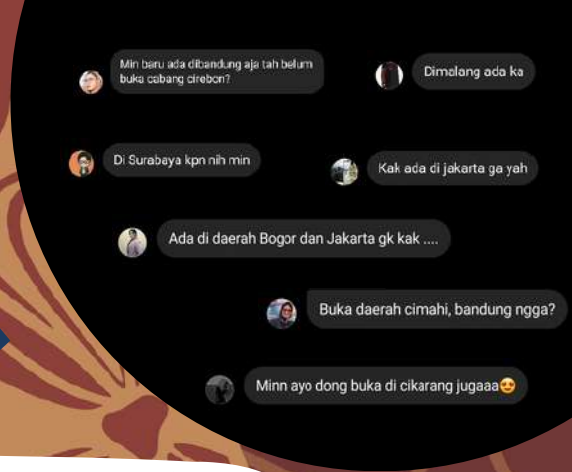 Min baru ada dibandung aja tah belum
buka cabang cirebon?
Dimalang ada ka
Di Surabaya kpn nih min
Kak ada di jakarta ga yah
Ada di daerah Bogor dan Jakarta gk kak ....
Buka daerah cimahi, bandung ngga?
Minn ayo dong buka di cikarang jugaaa😍